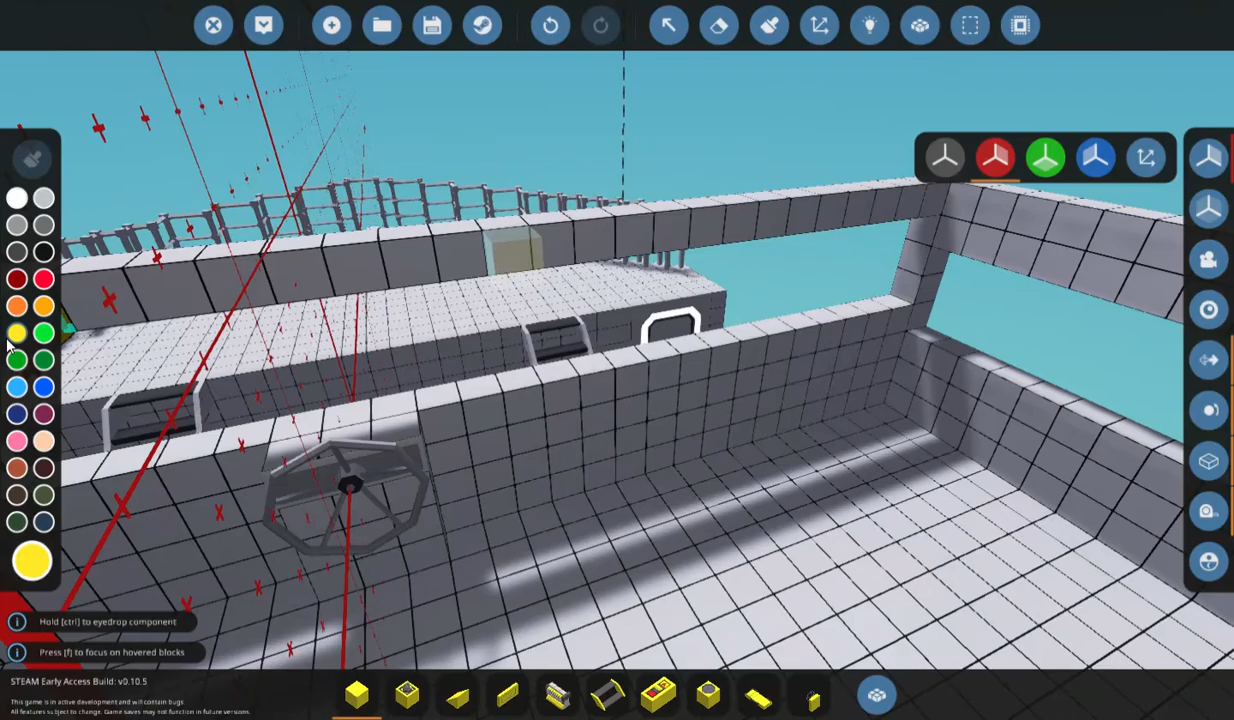 Hold [ctrl] to eyedrop component
Press [f] to focus on hovered blocks
STEAM Early Access Build: v0.10.5
This game is in active development and will contain bugs.
All features subject to change. Game saves may not function in future versions.